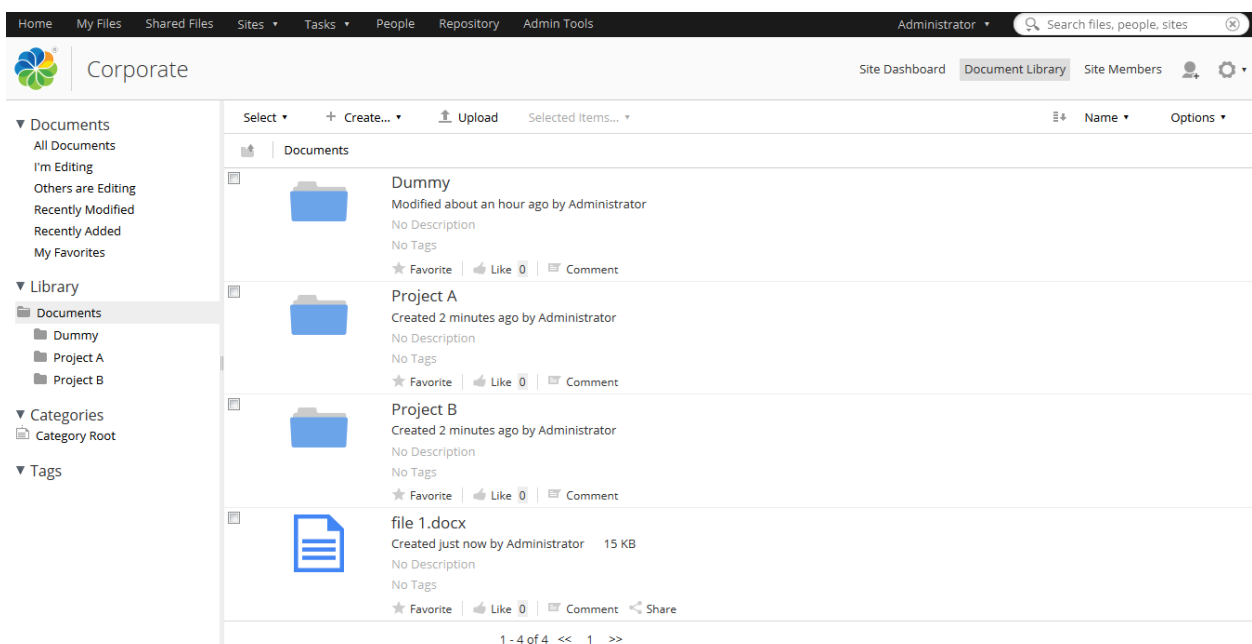 Home My Files Shared Files Sites Tasks People Repository Admin Tools Administrator Search files, people, sites
Corporate Site Dashboard Document Library Site Members
Documents
All Documents
I'm Editing
Others are Editing
Recently Modified
Recently Added
My Favorites
Library
Documents
Dummy
Project A
Project B
Categories
Category Root
Tags
Select + Create... Upload Selected Items... Name Options
Documents
Dummy
Modified about an hour ago by Administrator
No Description
No Tags
Favorite Like 0 Comment
Project A
Created 2 minutes ago by Administrator
No Description
No Tags
Favorite Like 0 Comment
Project B
Created 2 minutes ago by Administrator
No Description
No Tags
Favorite Like 0 Comment
file 1.docx
Created just now by Administrator 15 KB
No Description
No Tags
Favorite Like 0 Comment Share
1 - 4 of 4 << 1 >>